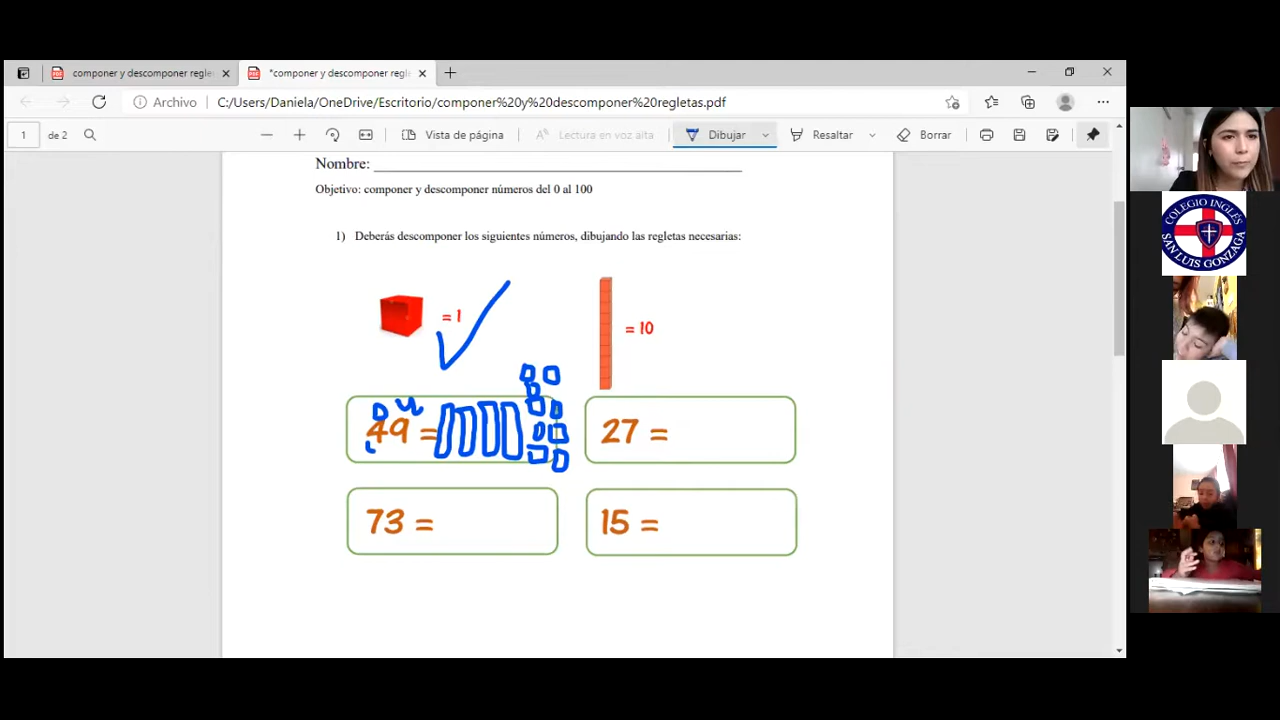 componer y descomponer regle
*componer y descomponer regl
Archivo
C:/Users/Daniela/OneDrive/Escritorio/componer%20y%20descomponer%20regletas.pdf
1
de 2
Vista de página
Lectura en voz alta
Dibujar
Resaltar
Borrar
Nombre:
Objetivo: componer y descomponer números del 0 al 100
1) Deberás descomponer los siguientes números, dibujando las regletas necesarias:
= 1
= 10
D U
49 =
27 =
73 =
15 =
COLEGIO INGLÉS
SAN LUIS GONZAGA